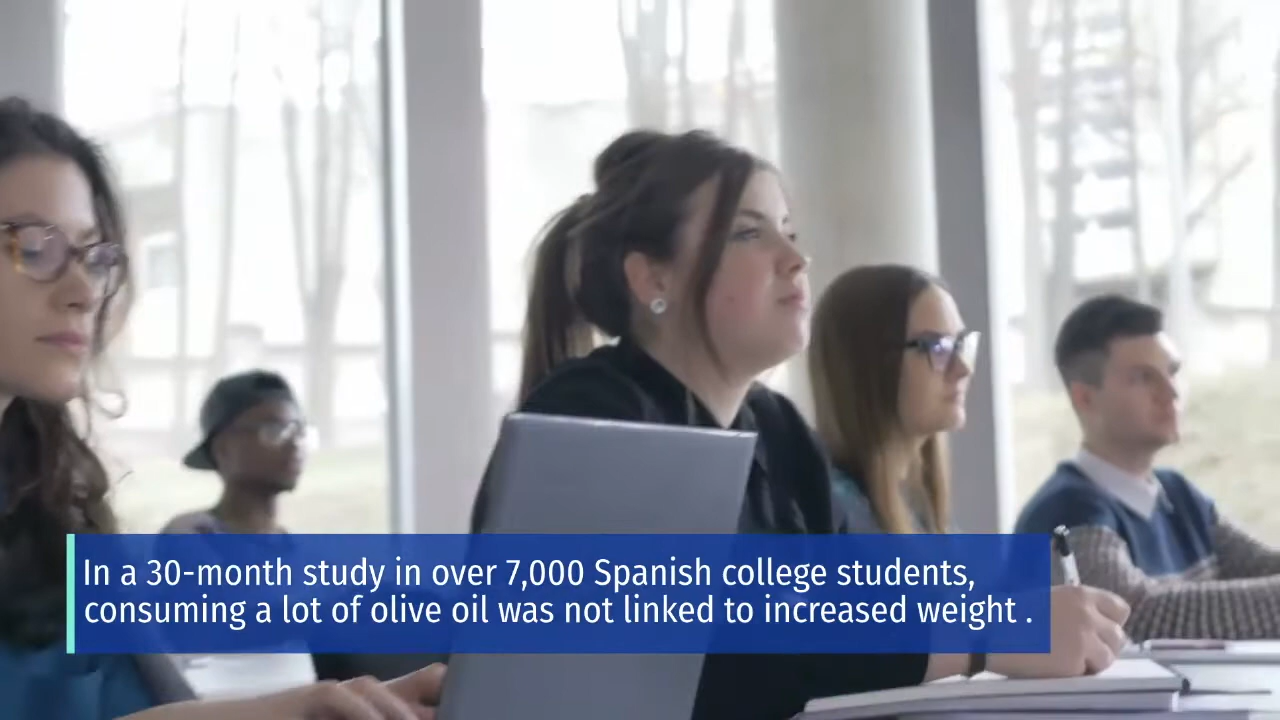 In a 30-month study in over 7,000 Spanish college students,
consuming a lot of olive oil was not linked to increased weight .